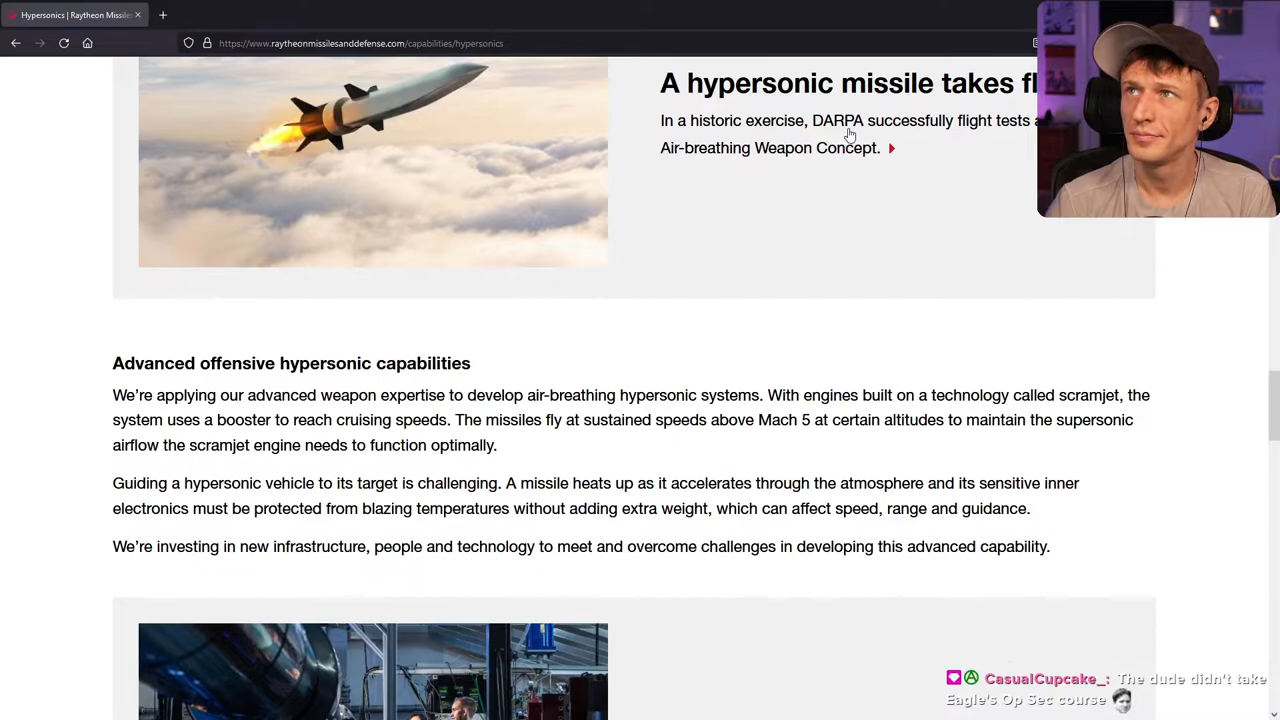 Hypersonics | Raytheon Missiles
https://www.raytheonmissilesanddefense.com/capabilities/hypersonics
A hypersonic missile takes fl
In a historic exercise, DARPA successfully flight tests a
Air-breathing Weapon Concept.
Advanced offensive hypersonic capabilities
We're applying our advanced weapon expertise to develop air-breathing hypersonic systems. With engines built on a technology called scramjet, the
system uses a booster to reach cruising speeds. The missiles fly at sustained speeds above Mach 5 at certain altitudes to maintain the supersonic
airflow the scramjet engine needs to function optimally.
Guiding a hypersonic vehicle to its target is challenging. A missile heats up as it accelerates through the atmosphere and its sensitive inner
electronics must be protected from blazing temperatures without adding extra weight, which can affect speed, range and guidance.
We're investing in new infrastructure, people and technology to meet and overcome challenges in developing this advanced capability.
CasualCupcake_: The dude didn't take
Eagle's Op Sec course